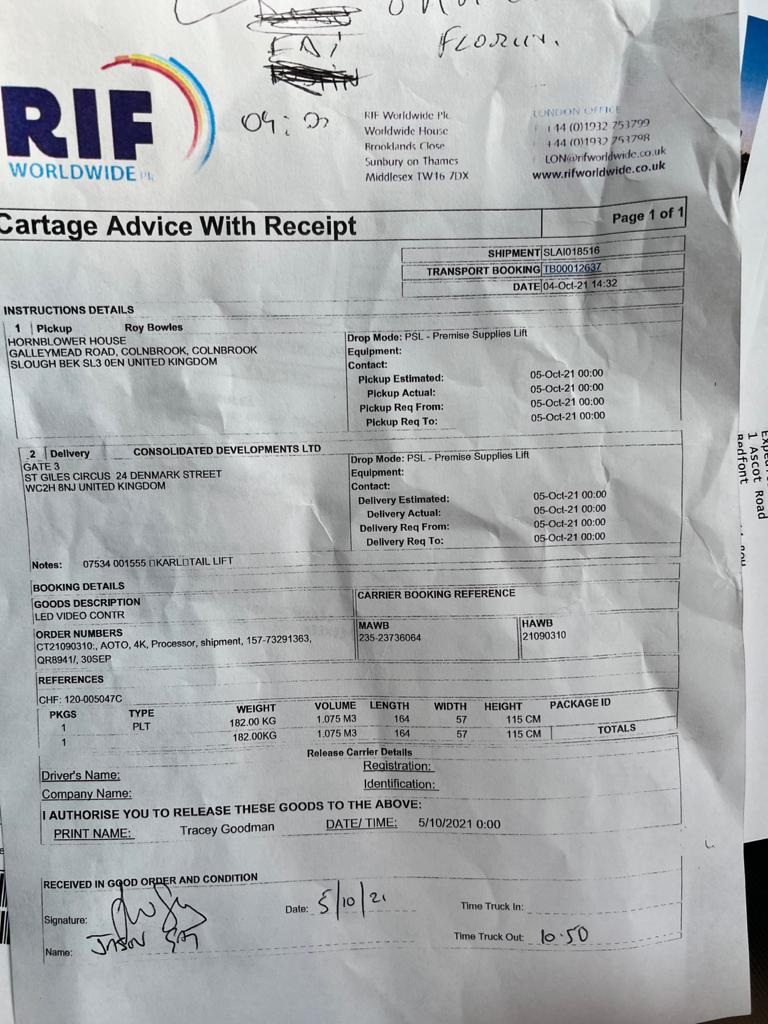 FLORIN.
04:
RIF
WORLDWIDE Plc
RIF Worldwide Plc
Worldwide House
Brooklands Close
Sunbury on Thames
Middlesex TW16 7DX
LONDON OFFICE
+44 (0)1932 753799
+44 (0)1932 753798
LON@rifworldwide.co.uk
www.rifworldwide.co.uk
Cartage Advice With Receipt
Page 1 of 1
SHIPMENT SLAI018516
TRANSPORT BOOKING TB00012637
DATE 04-Oct-21 14:32
INSTRUCTIONS DETAILS
1 Pickup Roy Bowles
HORNBLOWER HOUSE
GALLEYMEAD ROAD, COLNBROOK, COLNBROOK
SLOUGH BEK SL3 0EN UNITED KINGDOM
Drop Mode: PSL - Premise Supplies Lift
Equipment:
Contact:
Pickup Estimated: 05-Oct-21 00:00
Pickup Actual: 05-Oct-21 00:00
Pickup Req From: 05-Oct-21 00:00
Pickup Req To: 05-Oct-21 00:00
2 Delivery CONSOLIDATED DEVELOPMENTS LTD
GATE 3
ST GILES CIRCUS 24 DENMARK STREET
WC2H 8NJ UNITED KINGDOM
Drop Mode: PSL - Premise Supplies Lift
Equipment:
Contact:
Delivery Estimated: 05-Oct-21 00:00
Delivery Actual: 05-Oct-21 00:00
Delivery Req From: 05-Oct-21 00:00
Delivery Req To: 05-Oct-21 00:00
Notes: 07534 001555 ▯KARL▯TAIL LIFT
BOOKING DETAILS
GOODS DESCRIPTION
LED VIDEO CONTR
CARRIER BOOKING REFERENCE
ORDER NUMBERS
CT21090310:, AOTO, 4K, Processor, shipment, 157-73291363,
QR8941/, 30SEP
MAWB
235-23736064
HAWB
21090310
REFERENCES
CHF: 120-005047C
PKGS TYPE WEIGHT VOLUME LENGTH WIDTH HEIGHT PACKAGE ID
1 PLT 182.00 KG 1.075 M3 164 57 115 CM
1 182.00KG 1.075 M3 164 57 115 CM TOTALS
Release Carrier Details
Driver's Name: Registration:
Company Name: Identification:
I AUTHORISE YOU TO RELEASE THESE GOODS TO THE ABOVE:
PRINT NAME: Tracey Goodman DATE/ TIME: 5/10/2021 0:00
RECEIVED IN GOOD ORDER AND CONDITION
Signature: Date: 5/10/21 Time Truck In:
Name: JASON Time Truck Out: 10.50
1 Ascot Road
Bedfont